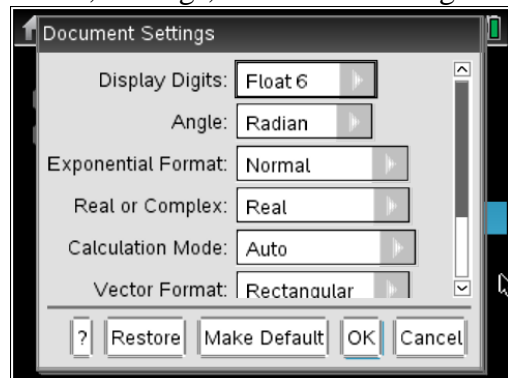 Document Settings
Display Digits: Float 6
Angle: Radian
Exponential Format: Normal
Real or Complex: Real
Calculation Mode: Auto
Vector Format: Rectangular
? Restore Make Default OK Cancel